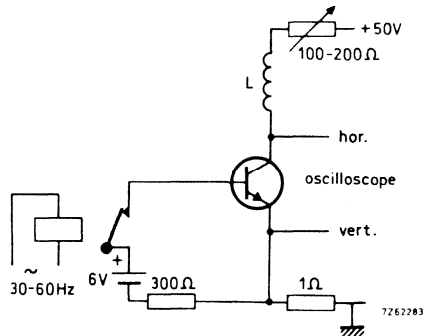 +50V
100-200Ω
L
hor.
oscilloscope
vert.
+
~
30-60Hz
6V
300Ω
1Ω
7Z62283